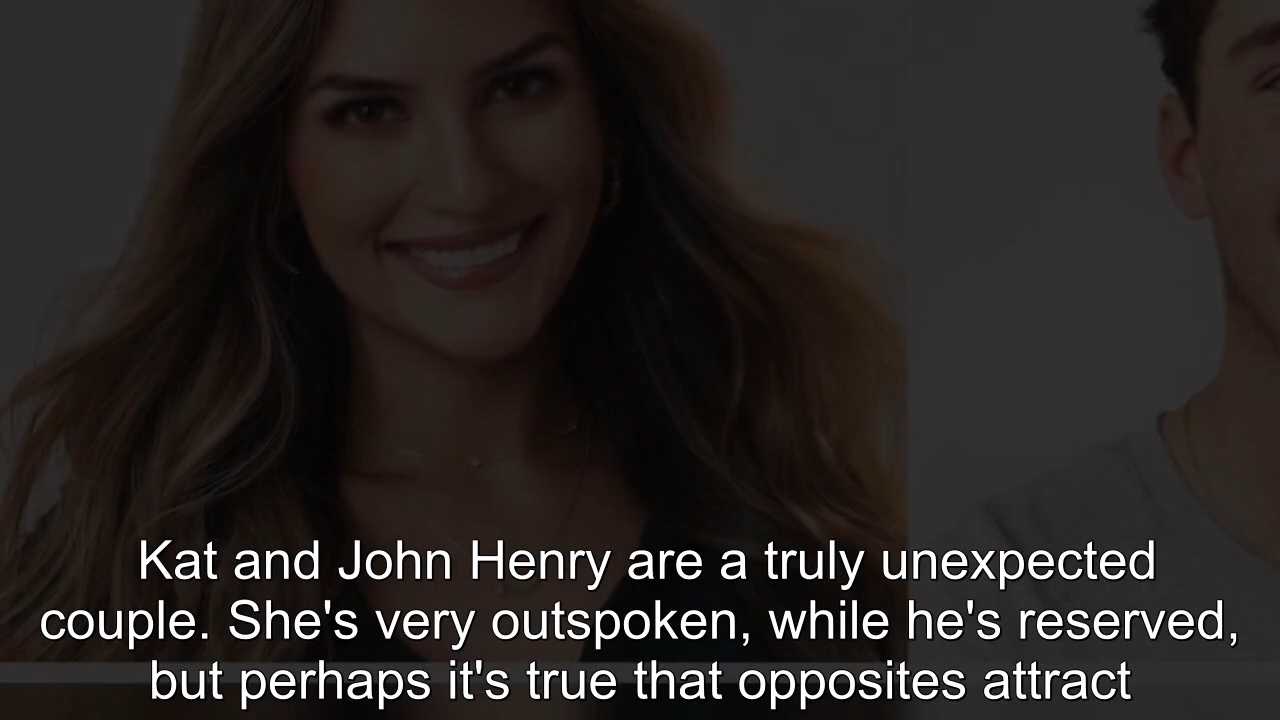 Kat and John Henry are a truly unexpected
couple. She's very outspoken, while he's reserved,
but perhaps it's true that opposites attract